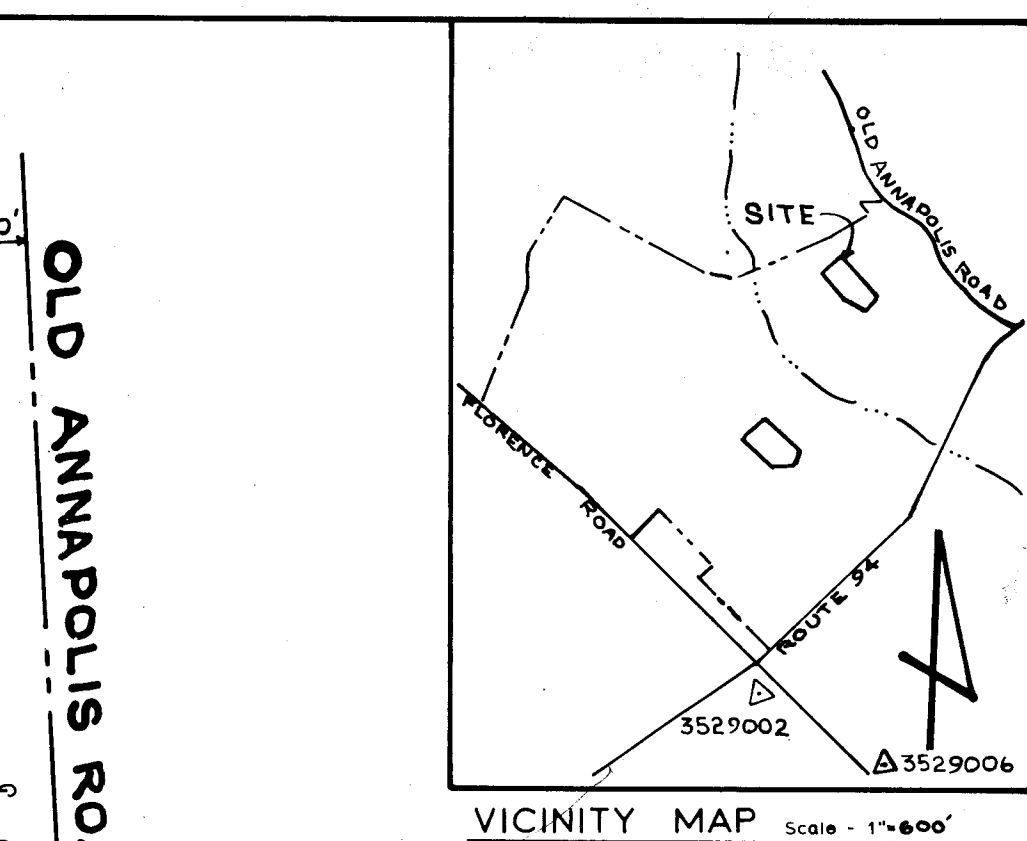 OLD ANNAPOLIS RO
OLD ANNAPOLIS ROAD
SITE
FLORENCE ROAD
ROUTE 94
3529002
3529006
VICINITY MAP Scale - 1"=600'